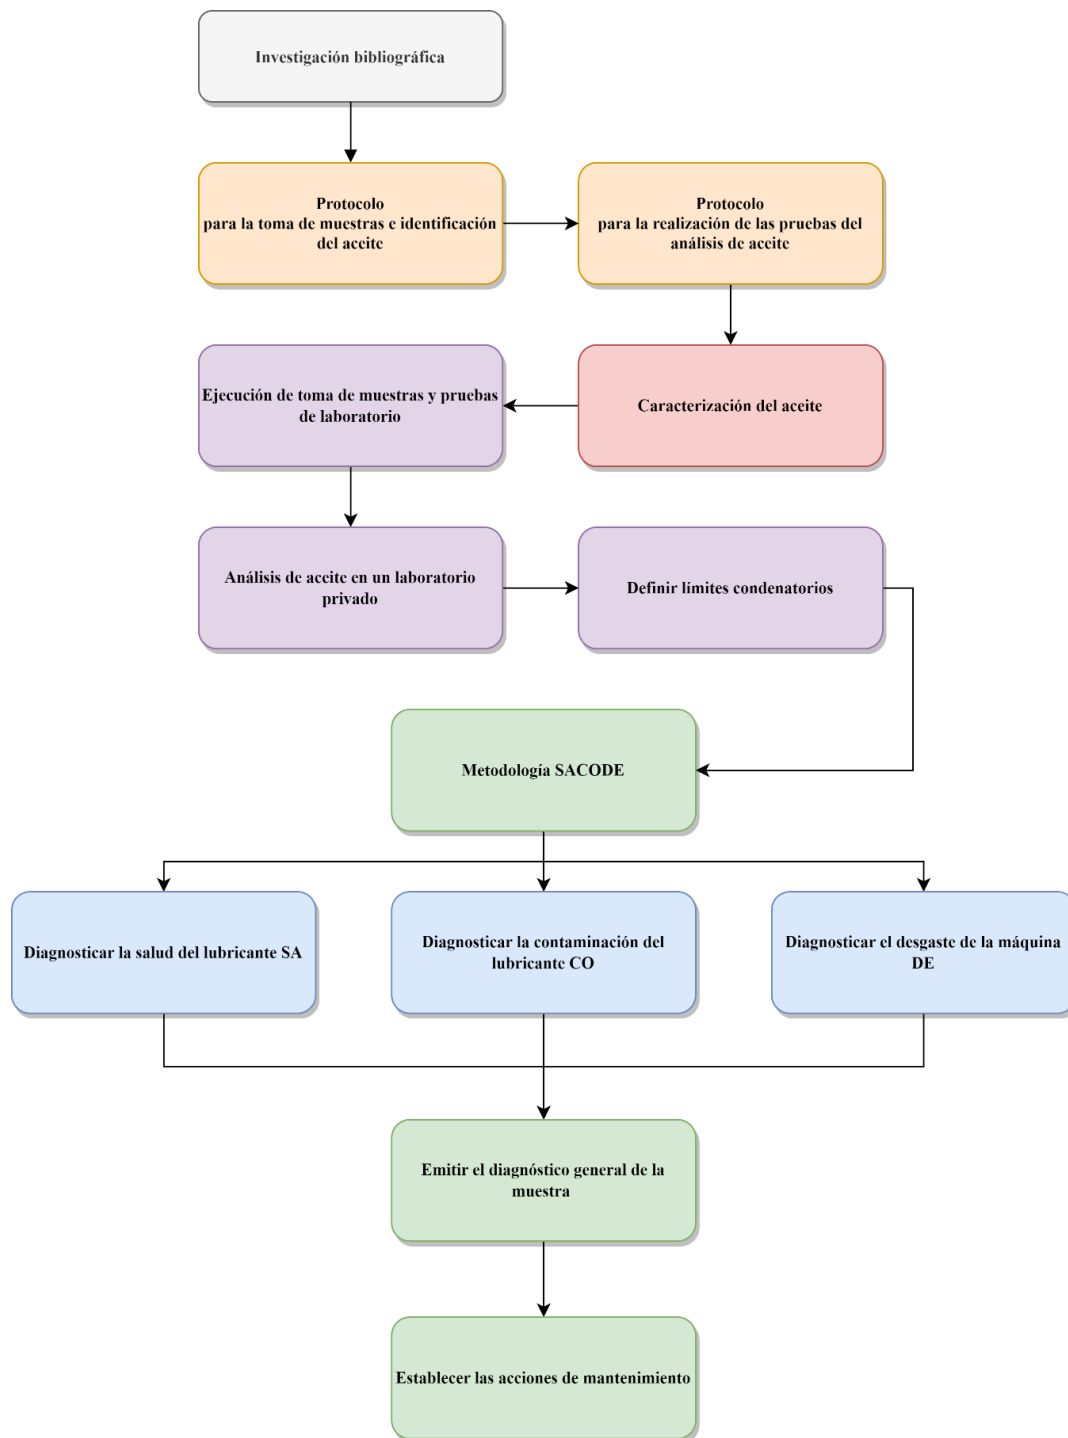 Investigación bibliográfica
Protocolo
para la toma de muestras e identificación
del aceite
Protocolo
para la realización de las pruebas del
análisis de aceite
Ejecución de toma de muestras y pruebas
de laboratorio
Caracterización del aceite
Análisis de aceite en un laboratorio
privado
Definir límites condenatorios
Metodología SACODE
Diagnosticar la salud del lubricante SA
Diagnosticar la contaminación del
lubricante CO
Diagnosticar el desgaste de la máquina
DE
Emitir el diagnóstico general de la
muestra
Establecer las acciones de mantenimiento